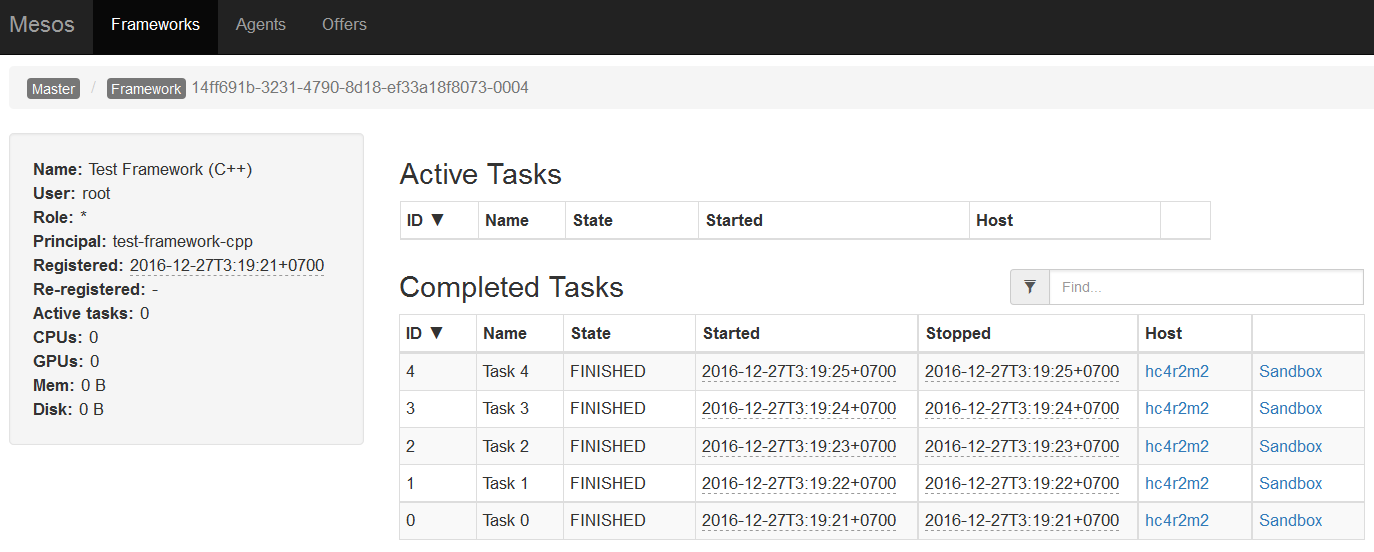 Mesos Frameworks Agents Offers
Master / Framework 14ff691b-3231-4790-8d18-ef33a18f8073-0004
Name: Test Framework (C++)
User: root
Role: *
Principal: test-framework-cpp
Registered: 2016-12-27T3:19:21+0700
Re-registered: -
Active tasks: 0
CPUs: 0
GPUs: 0
Mem: 0 B
Disk: 0 B
Active Tasks
ID ▼ Name State Started Host
Completed Tasks
Find...
ID ▼ Name State Started Stopped Host
4 Task 4 FINISHED 2016-12-27T3:19:25+0700 2016-12-27T3:19:25+0700 hc4r2m2 Sandbox
3 Task 3 FINISHED 2016-12-27T3:19:24+0700 2016-12-27T3:19:24+0700 hc4r2m2 Sandbox
2 Task 2 FINISHED 2016-12-27T3:19:23+0700 2016-12-27T3:19:23+0700 hc4r2m2 Sandbox
1 Task 1 FINISHED 2016-12-27T3:19:22+0700 2016-12-27T3:19:22+0700 hc4r2m2 Sandbox
0 Task 0 FINISHED 2016-12-27T3:19:21+0700 2016-12-27T3:19:21+0700 hc4r2m2 Sandbox